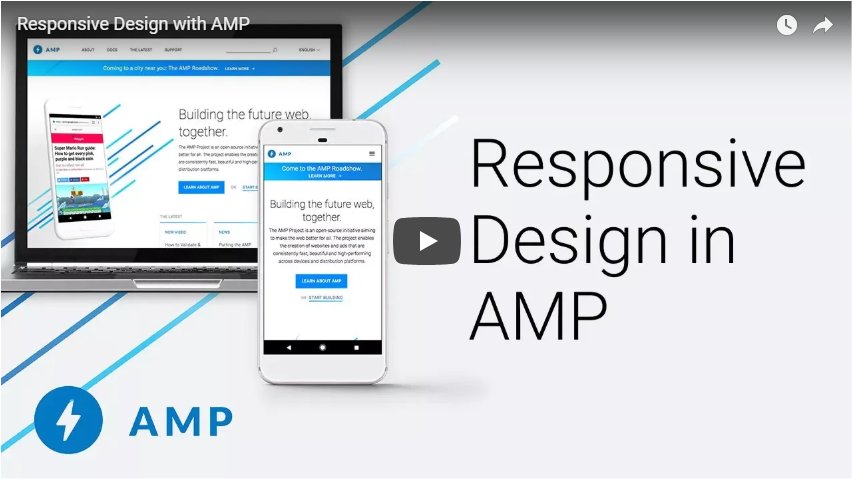 Responsive Design with AMP
AMP
ABOUT
DOCS
THE LATEST
SUPPORT
ENGLISH
Coming to a city near you: The AMP Roadshow.
LEARN MORE
Building the future web,
together.
The AMP Project is an open-source initiative
better for all. The project enables the creation
are consistently fast, beautiful and high-performing
distribution platforms.
LEARN ABOUT AMP
OR
START B
THE LATEST
NEW VIDEO
NEWS
How to Validate &
Putting the AMP
Super Mario Run guide:
How to get every pink,
purple and black coin
AMP
Come to the AMP Roadshow.
LEARN MORE
Building the future web,
together.
The AMP Project is an open-source initiative aiming
to make the web better for all. The project enables
the creation of websites and ads that are
consistently fast, beautiful and high-performing
across devices and distribution platforms.
LEARN ABOUT AMP
OR START BUILDING
Responsive
Design in
AMP
AMP